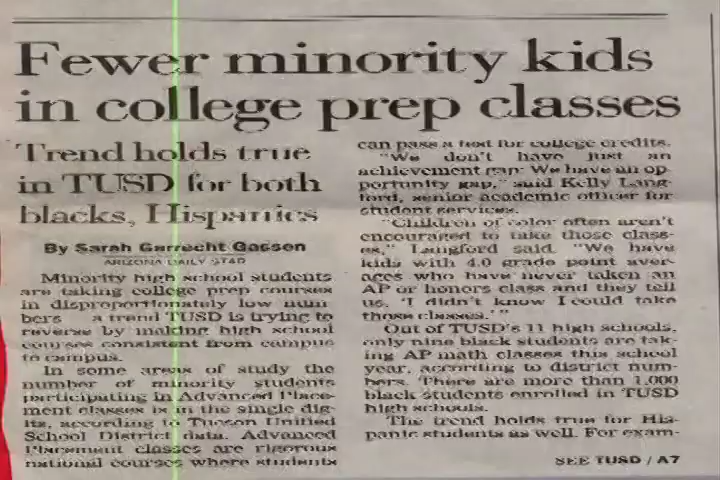 Fewer minority kids
in college prep classes
Trend holds true
in TUSD for both
blacks, Hispanics
By Sarah Garrecht Gassen
ARIZONA DAILY STAR
Minority high school students
are taking college prep courses
in disproportionately low num-
bers — a trend TUSD is trying to
reverse by making high school
courses consistent from campus
to campus.
In some areas of study the
number of minority students
participating in Advanced Place-
ment classes is in the single dig-
its, according to Tucson Unified
School District data. Advanced
Placement classes are rigorous
national courses where students
can pass a test for college credits.
"We don't have just an
achievement gap: We have an op-
portunity gap," said Kelly Lang-
ford, senior academic officer for
student services.
"Children of color often aren't
encouraged to take those class-
es," Langford said. "We have
kids with 4.0 grade point aver-
ages who have never taken an
AP or honors class and they tell
us, 'I didn't know I could take
those classes.' "
Out of TUSD's 11 high schools,
only nine black students are tak-
ing AP math classes this school
year, according to district num-
bers. There are more than 1,000
black students enrolled in TUSD
high schools.
The trend holds true for His-
panic students as well. For exam-
SEE TUSD / A7